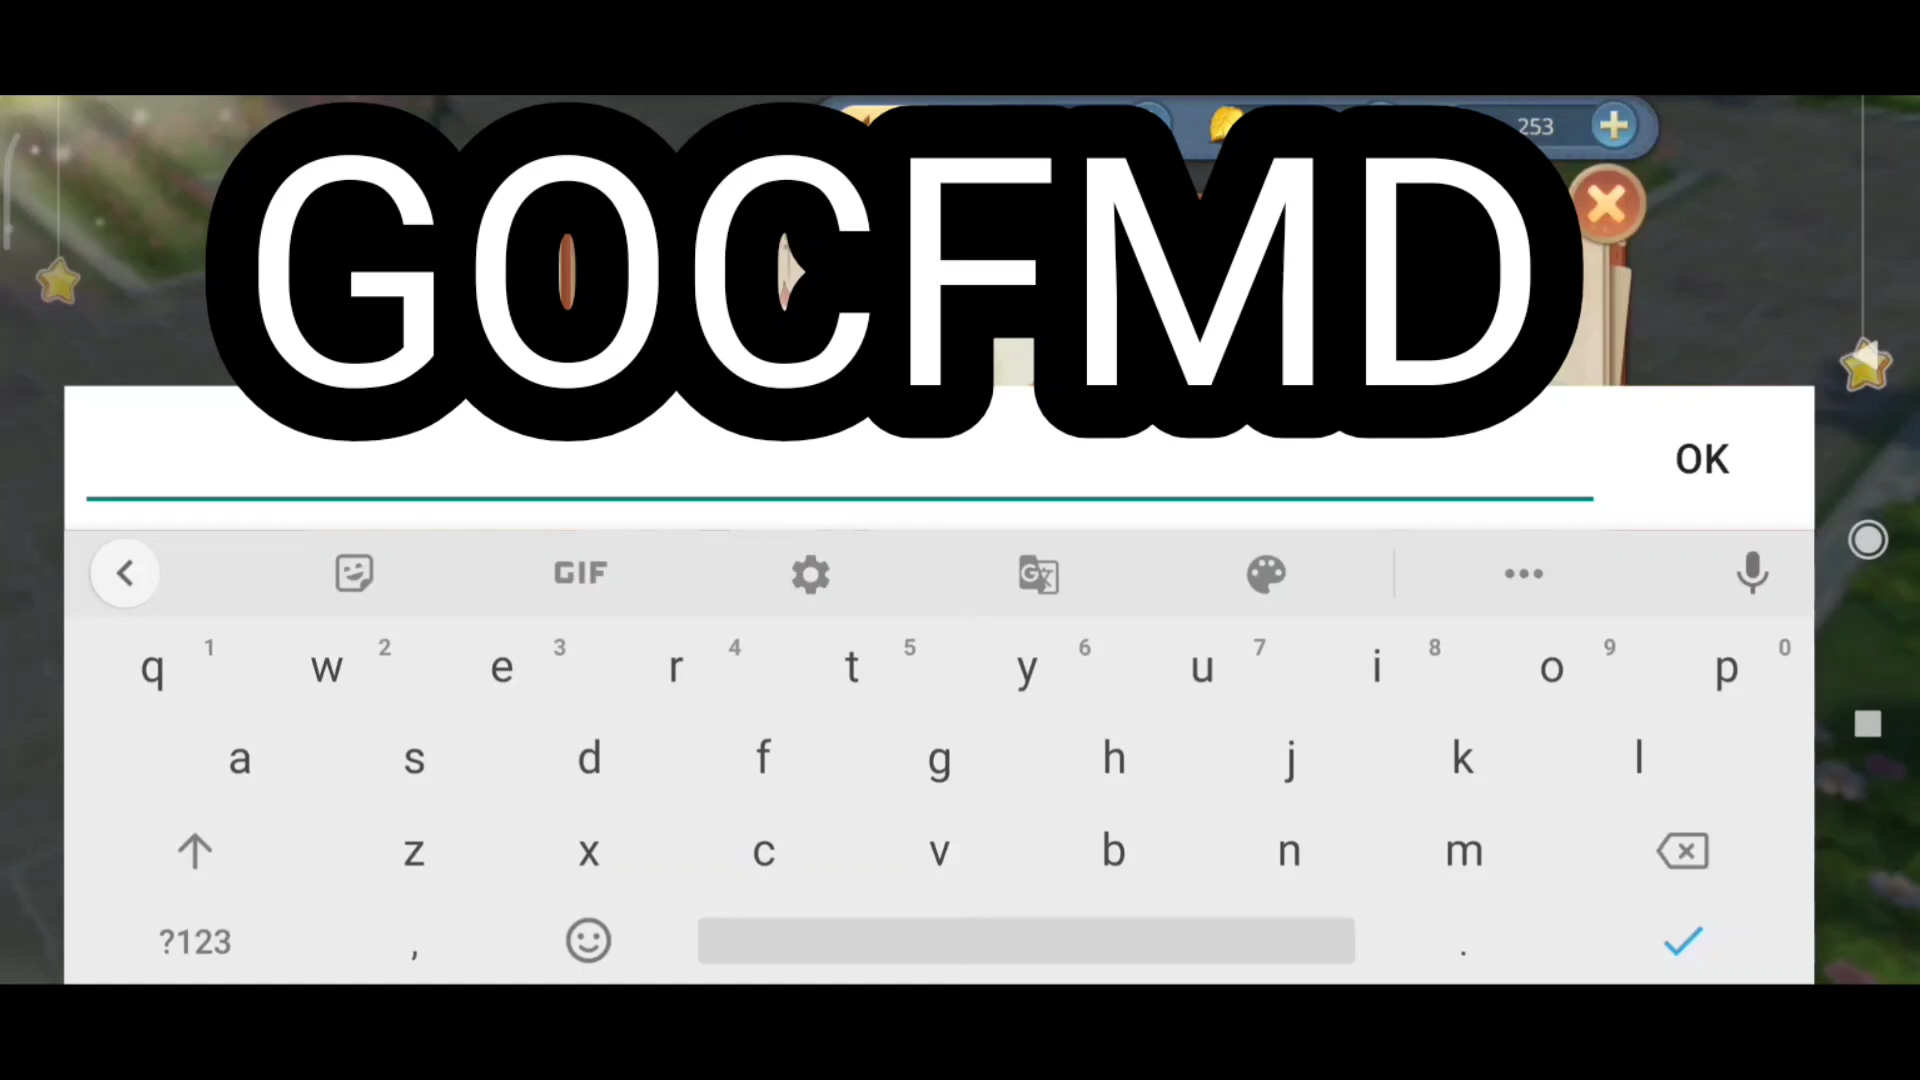 253
GOCFMD
OK
GIF
q 1 w 2 e 3 r 4 t 5 y 6 u 7 i 8 o 9 p 0
a s d f g h j k l
z x c v b n m
?123 , .